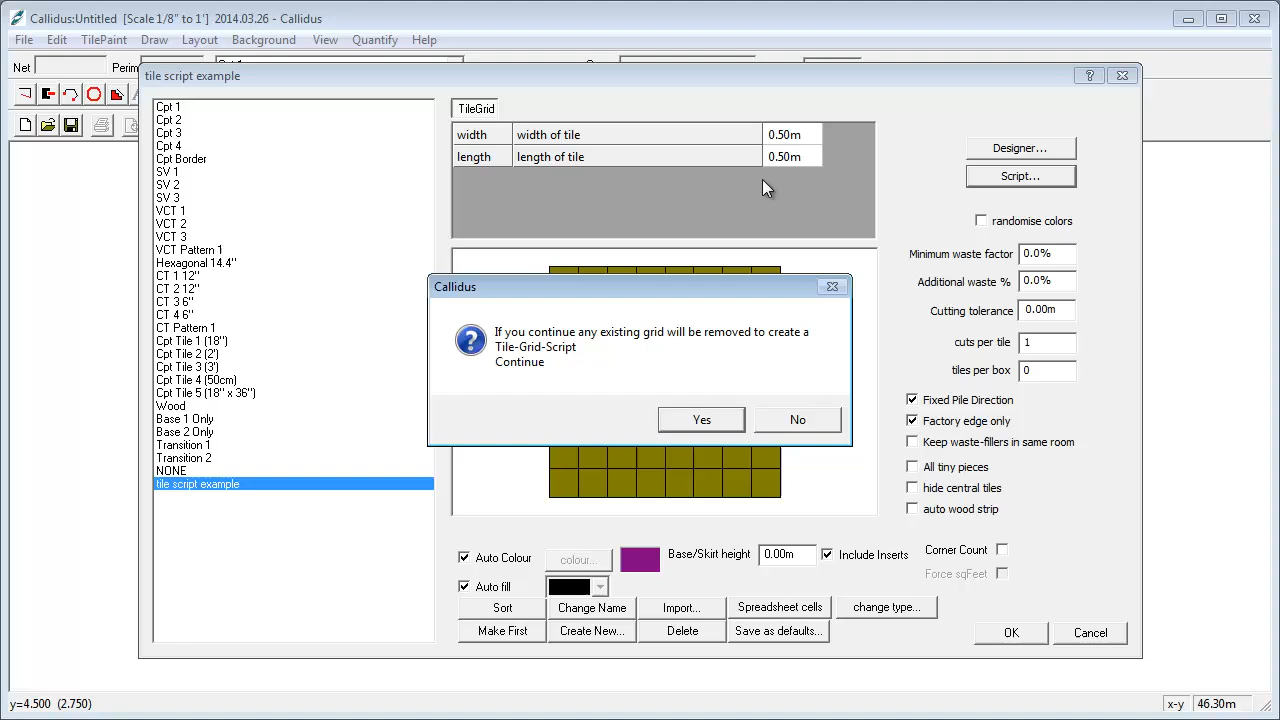 Callidus:Untitled [Scale 1/8" to 1'] 2014.03.26 - Callidus
File Edit TilePaint Draw Layout Background View Quantify Help
Net Perim
tile script example
Cpt 1
Cpt 2
Cpt 3
Cpt 4
Cpt Border
SV 1
SV 2
SV 3
VCT 1
VCT 2
VCT 3
VCT Pattern 1
Hexagonal 14.4"
CT 1 12"
CT 2 12"
CT 3 6"
CT 4 6"
CT Pattern 1
Cpt Tile 1 (18")
Cpt Tile 2 (2')
Cpt Tile 3 (3')
Cpt Tile 4 (50cm)
Cpt Tile 5 (18" x 36")
Wood
Base 1 Only
Base 2 Only
Transition 1
Transition 2
NONE
tile script example
TileGrid
width width of tile 0.50m
length length of tile 0.50m
Designer...
Script...
randomise colors
Minimum waste factor 0.0%
Additional waste % 0.0%
Cutting tolerance 0.00m
cuts per tile 1
tiles per box 0
Fixed Pile Direction
Factory edge only
Keep waste-fillers in same room
All tiny pieces
hide central tiles
auto wood strip
Callidus
If you continue any existing grid will be removed to create a
Tile-Grid-Script
Continue
Yes No
Auto Colour colour... Base/Skirt height 0.00m Include Inserts Corner Count
Auto fill Force sqFeet
Sort Change Name Import... Spreadsheet cells change type...
Make First Create New... Delete Save as defaults... OK Cancel
y=4.500 (2.750) x-y 46.30m